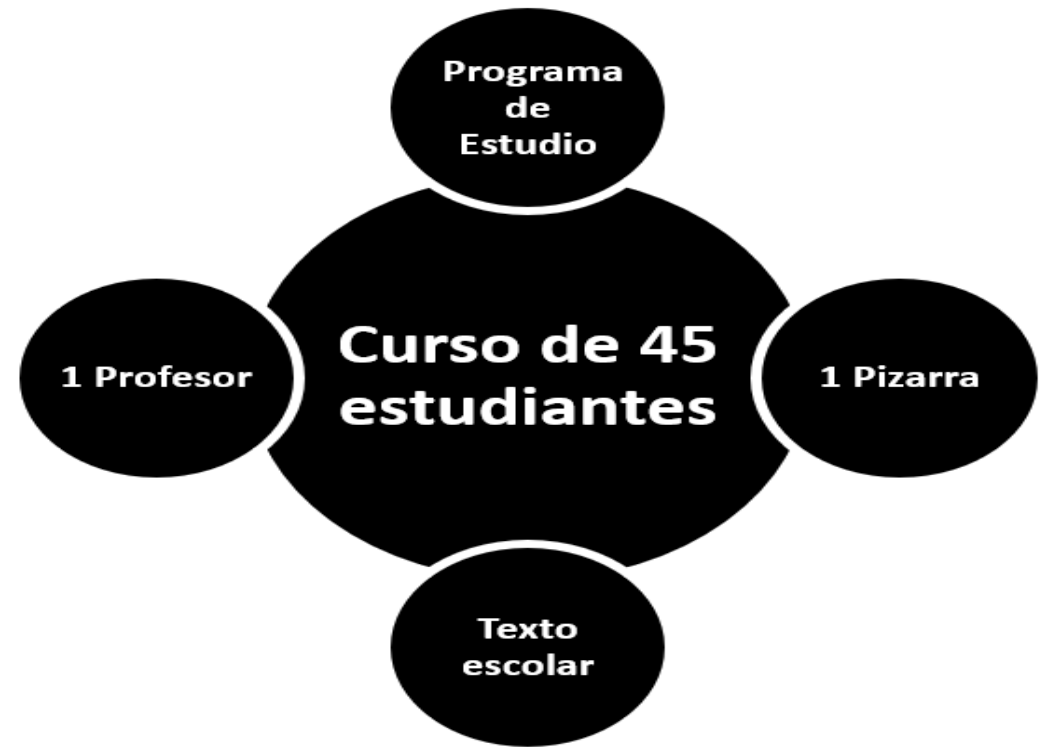 Programa
de
Estudio
1 Profesor
Curso de 45
estudiantes
1 Pizarra
Texto
escolar